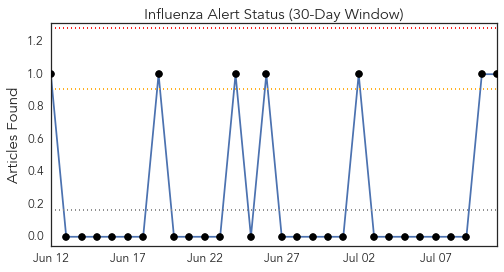 Influenza Alert Status (30-Day Window)
Articles Found
1.2
1.0
0.8
0.6
0.4
0.2
0.0
Jun 12 Jun 17 Jun 22 Jun 27 Jul 02 Jul 07